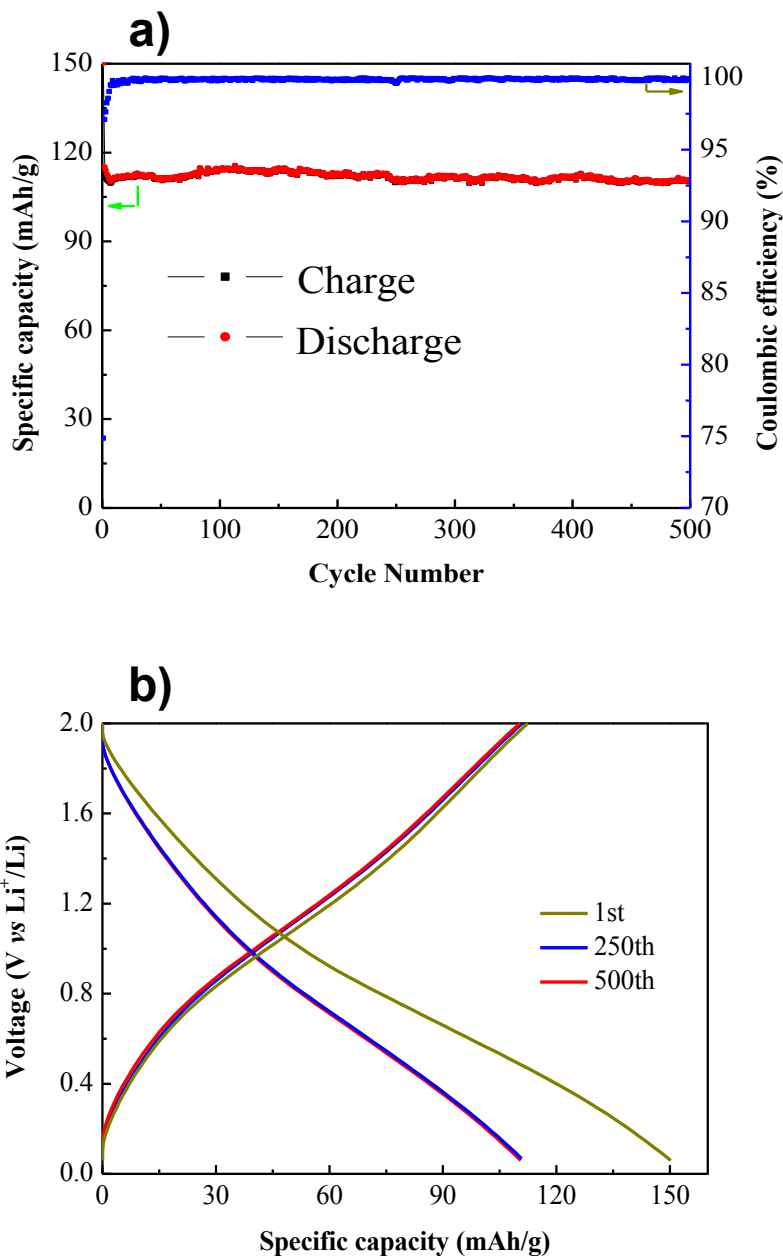 a)
150
120
90
60
30
0
Specific capacity (mAh/g)
100
95
90
85
80
75
70
Coulombic efficiency (%)
Charge
Discharge
0 100 200 300 400 500
Cycle Number
b)
2.0
1.6
1.2
0.8
0.4
0.0
Voltage (V vs Li⁺/Li)
1st
250th
500th
0 30 60 90 120 150
Specific capacity (mAh/g)